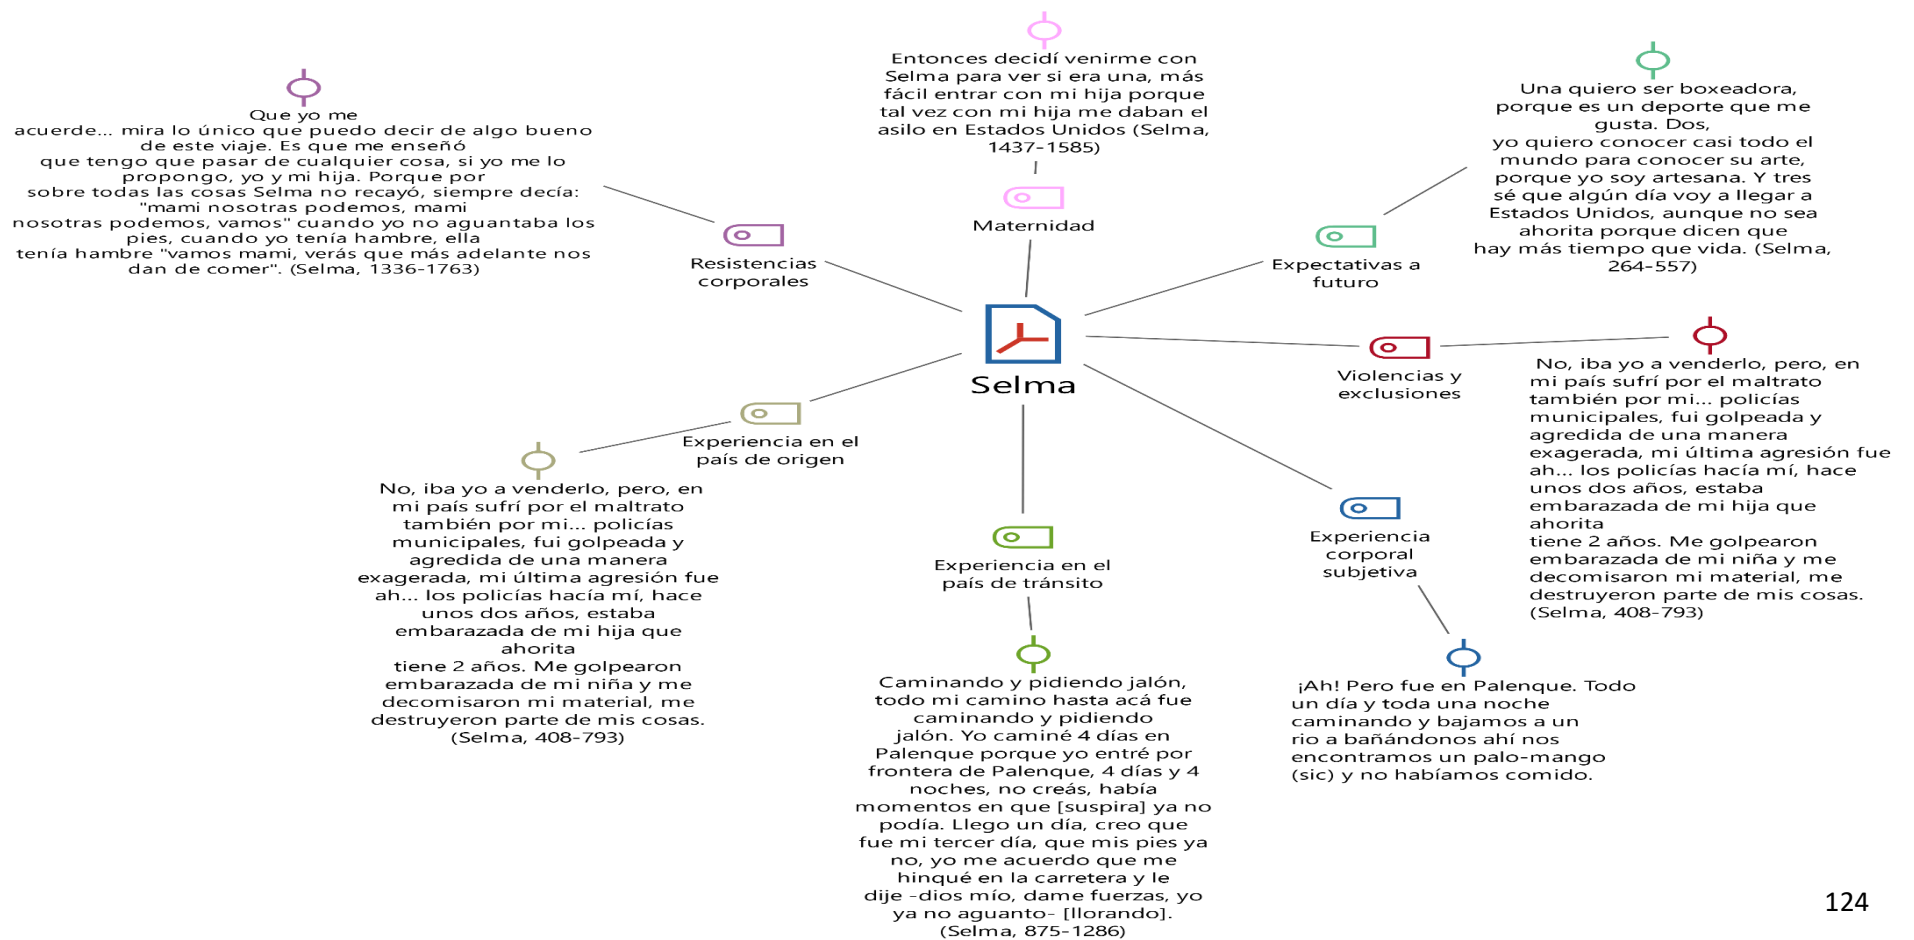 Que yo me
acuerde... mira lo único que puedo decir de algo bueno
de este viaje. Es que me enseñó
que tengo que pasar de cualquier cosa, si yo me lo
propongo, yo y mi hija. Porque por
sobre todas las cosas Selma no recayó, siempre decía:
"mami nosotras podemos, mami
nosotras podemos, vamos" cuando yo no aguantaba los
pies, cuando yo tenía hambre, ella
tenía hambre "vamos mami, verás que más adelante nos
dan de comer". (Selma, 1336-1763)
Resistencias
corporales
Entonces decidí venirme con
Selma para ver si era una, más
fácil entrar con mi hija porque
tal vez con mi hija me daban el
asilo en Estados Unidos (Selma,
1437-1585)
Maternidad
Una quiero ser boxeadora,
porque es un deporte que me
gusta. Dos,
yo quiero conocer casi todo el
mundo para conocer su arte,
porque yo soy artesana. Y tres
sé que algún día voy a llegar a
Estados Unidos, aunque no sea
ahorita porque dicen que
hay más tiempo que vida. (Selma,
264-557)
Expectativas a
futuro
Selma
Violencias y
exclusiones
No, iba yo a venderlo, pero, en
mi país sufrí por el maltrato
también por mi... policías
municipales, fui golpeada y
agredida de una manera
exagerada, mi última agresión fue
ah... los policías hacía mí, hace
unos dos años, estaba
embarazada de mi hija que
ahorita
tiene 2 años. Me golpearon
embarazada de mi niña y me
decomisaron mi material, me
destruyeron parte de mis cosas.
(Selma, 408-793)
Experiencia en el
país de origen
No, iba yo a venderlo, pero, en
mi país sufrí por el maltrato
también por mi... policías
municipales, fui golpeada y
agredida de una manera
exagerada, mi última agresión fue
ah... los policías hacía mí, hace
unos dos años, estaba
embarazada de mi hija que
ahorita
tiene 2 años. Me golpearon
embarazada de mi niña y me
decomisaron mi material, me
destruyeron parte de mis cosas.
(Selma, 408-793)
Experiencia en el
país de tránsito
Caminando y pidiendo jalón,
todo mi camino hasta acá fue
caminando y pidiendo
jalón. Yo caminé 4 días en
Palenque porque yo entré por
frontera de Palenque, 4 días y 4
noches, no creás, había
momentos en que [suspira] ya no
podía. Llego un día, creo que
fue mi tercer día, que mis pies ya
no, yo me acuerdo que me
hinqué en la carretera y le
dije -dios mío, dame fuerzas, yo
ya no aguanto- [llorando].
(Selma, 875-1286)
Experiencia
corporal
subjetiva
¡Ah! Pero fue en Palenque. Todo
un día y toda una noche
caminando y bajamos a un
rio a bañándonos ahí nos
encontramos un palo-mango
(sic) y no habíamos comido.
124